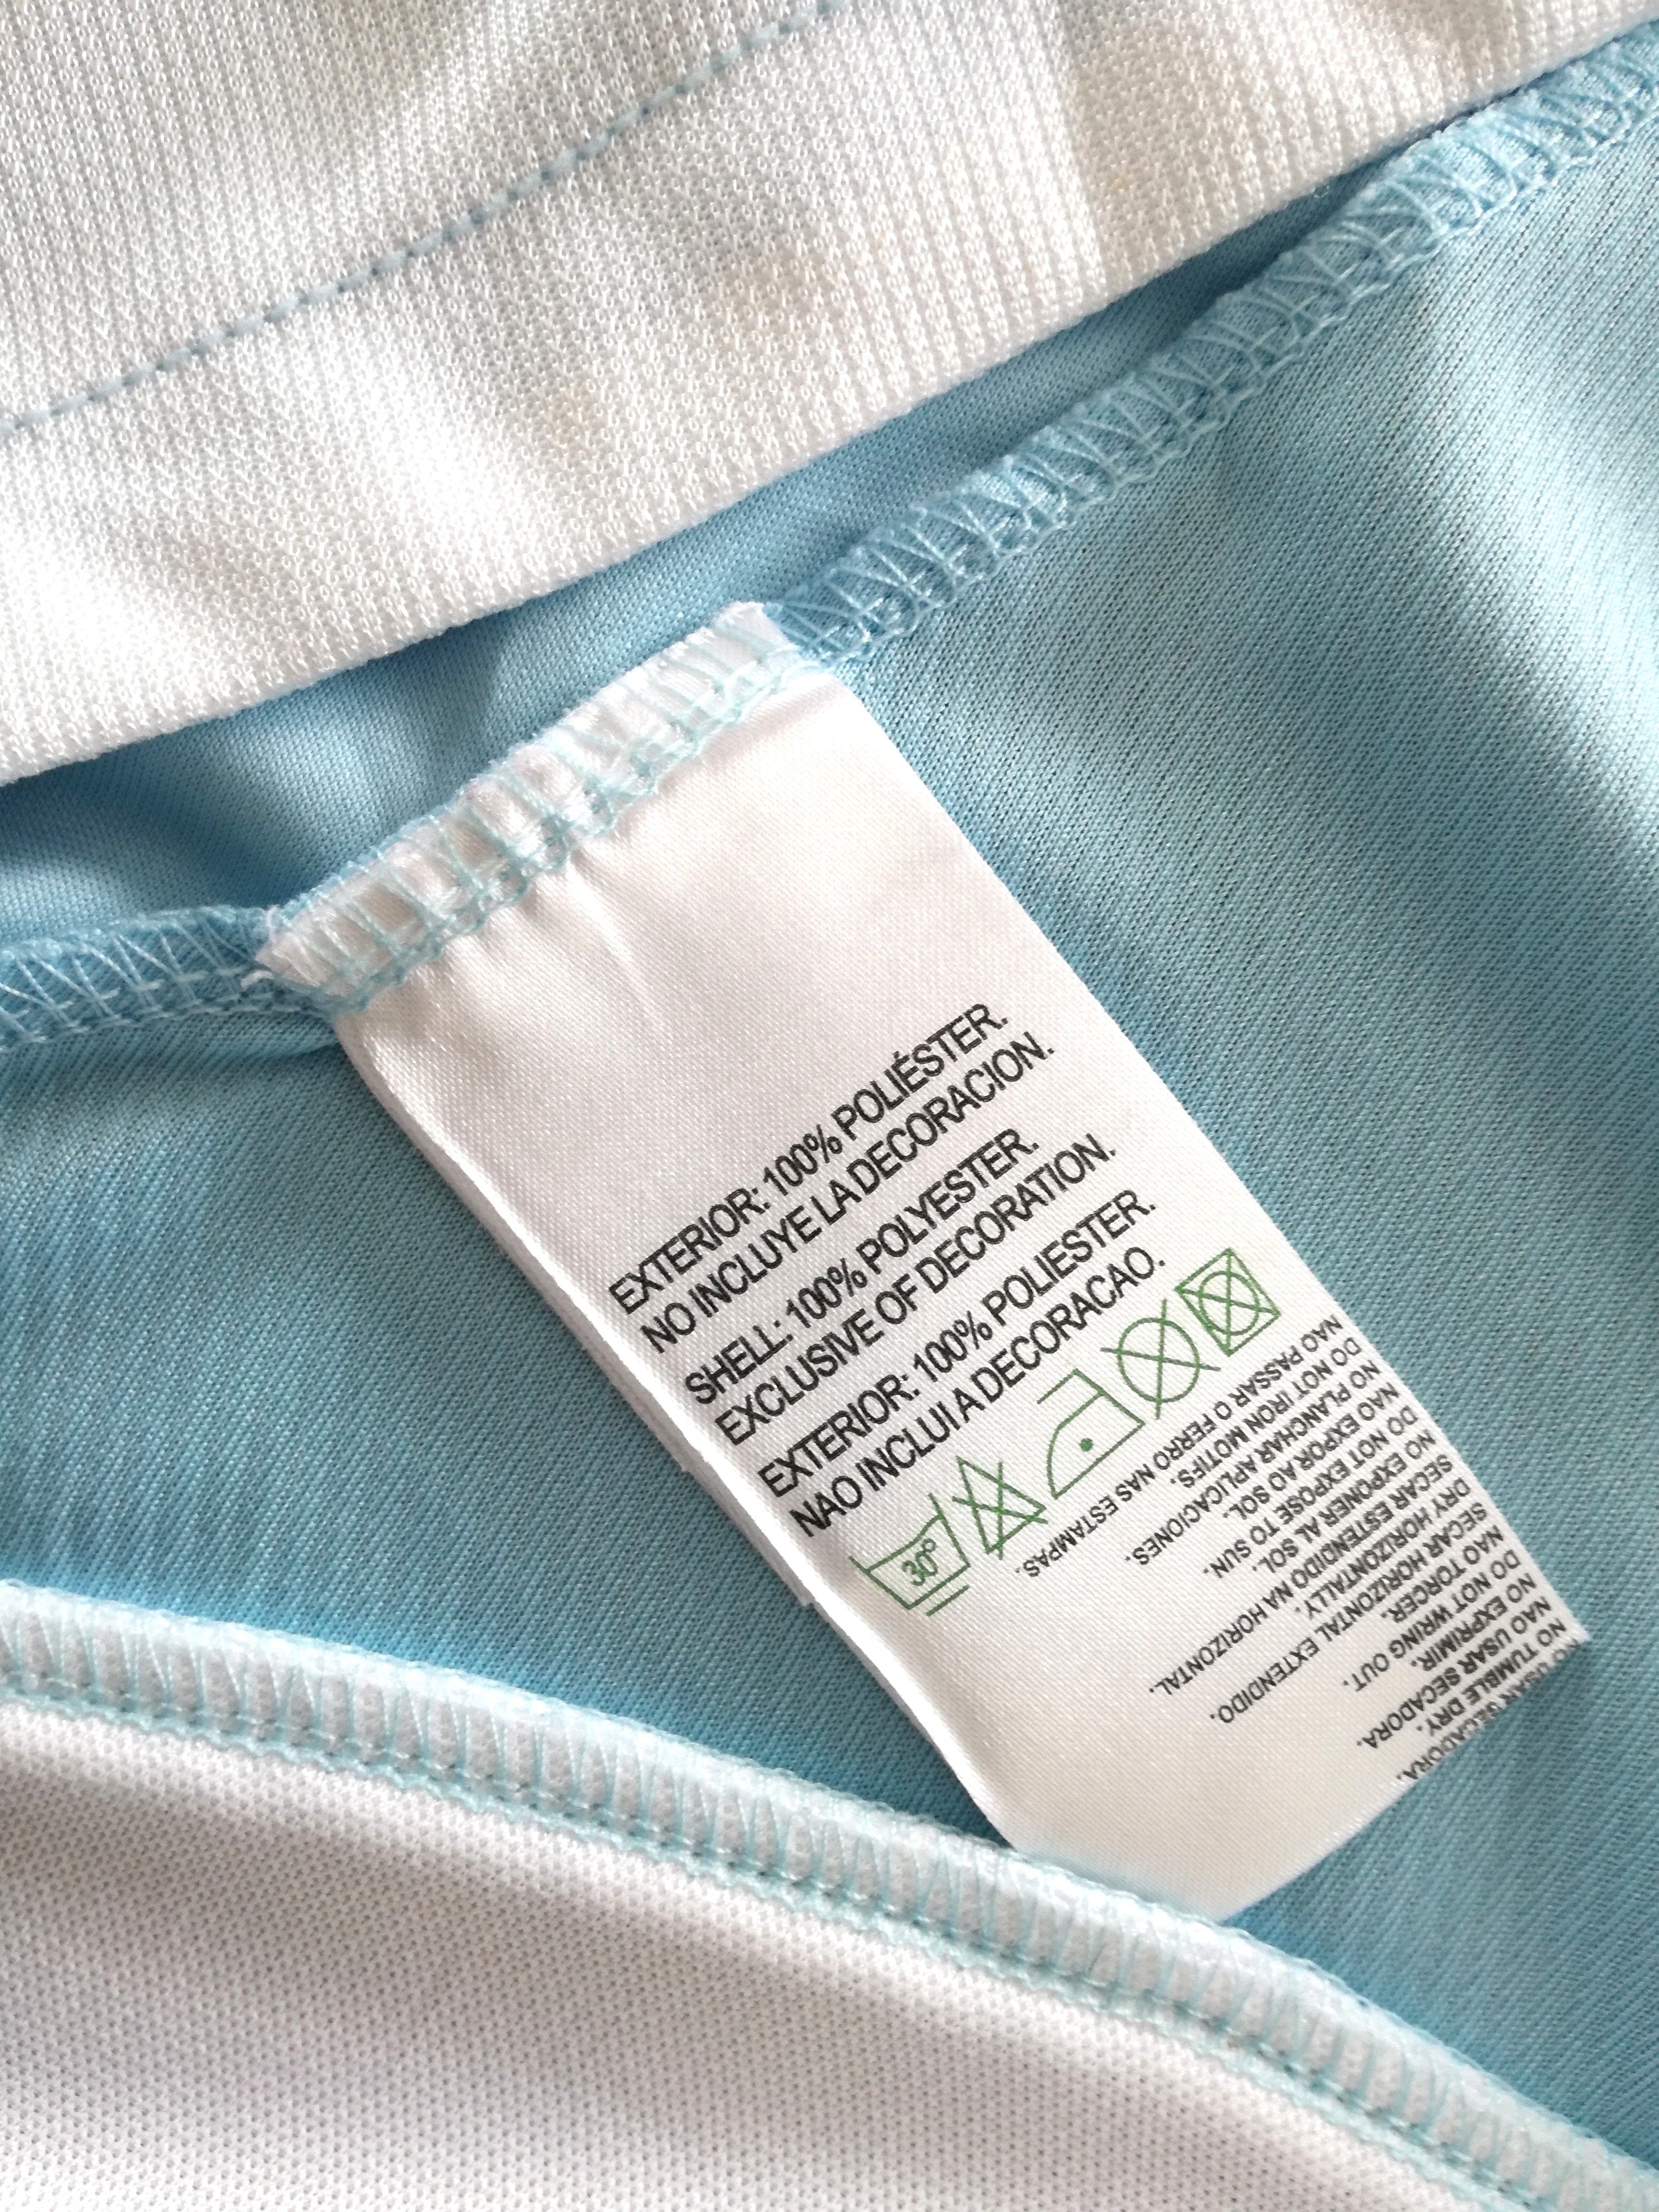 EXTERIOR: 100% POLIÉSTER.
NO INCLUYE LA DECORACION.
SHELL: 100% POLYESTER.
EXCLUSIVE OF DECORATION.
EXTERIOR: 100% POLIESTER.
NAO INCLUI A DECORACAO.
30º
NO USAR SECADORA.
NO TUMBLE DRY.
NAO USAR SECADORA.
NO EXPRIMIR.
DO NOT WRING OUT.
NAO TORCER.
SECAR HORIZONTAL EXTENDIDO.
DRY HORIZONTALLY.
SECAR ESTENDIDO NA HORIZONTAL.
NO EXPONER AL SOL.
DO NOT EXPOSE TO SUN.
NAO EXPOR AO SOL.
NO PLANCHAR APLICACIONES.
DO NOT IRON MOTIFS.
NAO PASSAR O FERRO NAS ESTAMPAS.